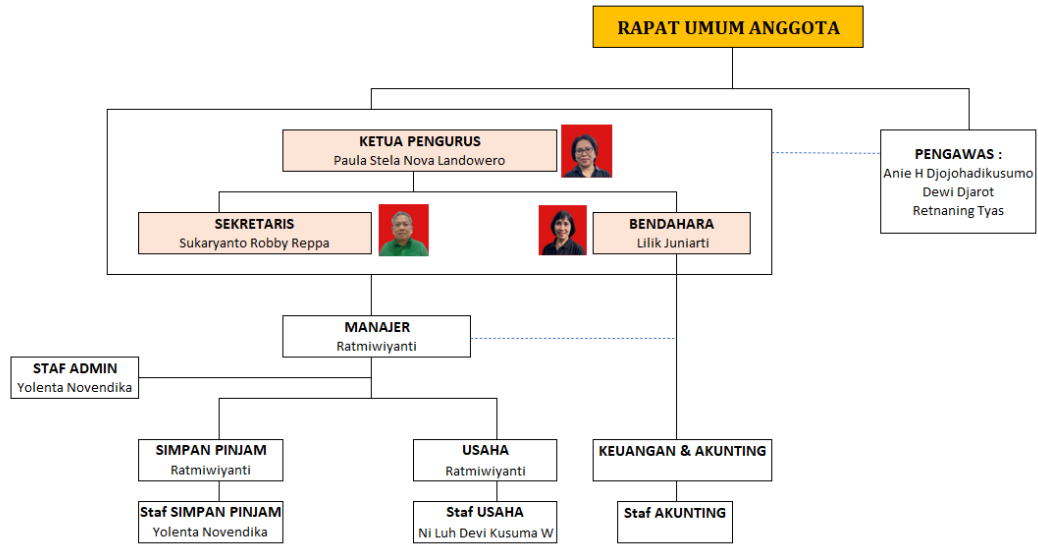 RAPAT UMUM ANGGOTA
KETUA PENGURUS
Paula Stela Nova Landowero
PENGAWAS :
Anie H Djojohadikusumo
Dewi Djarot
Retnaning Tyas
SEKRETARIS
Sukaryanto Robby Reppa
BENDAHARA
Lilik Juniarti
MANAJER
Ratmiwiyanti
STAF ADMIN
Yolenta Novendika
SIMPAN PINJAM
Ratmiwiyanti
USAHA
Ratmiwiyanti
KEUANGAN & AKUNTING
Staf SIMPAN PINJAM
Yolenta Novendika
Staf USAHA
Ni Luh Devi Kusuma W
Staf AKUNTING